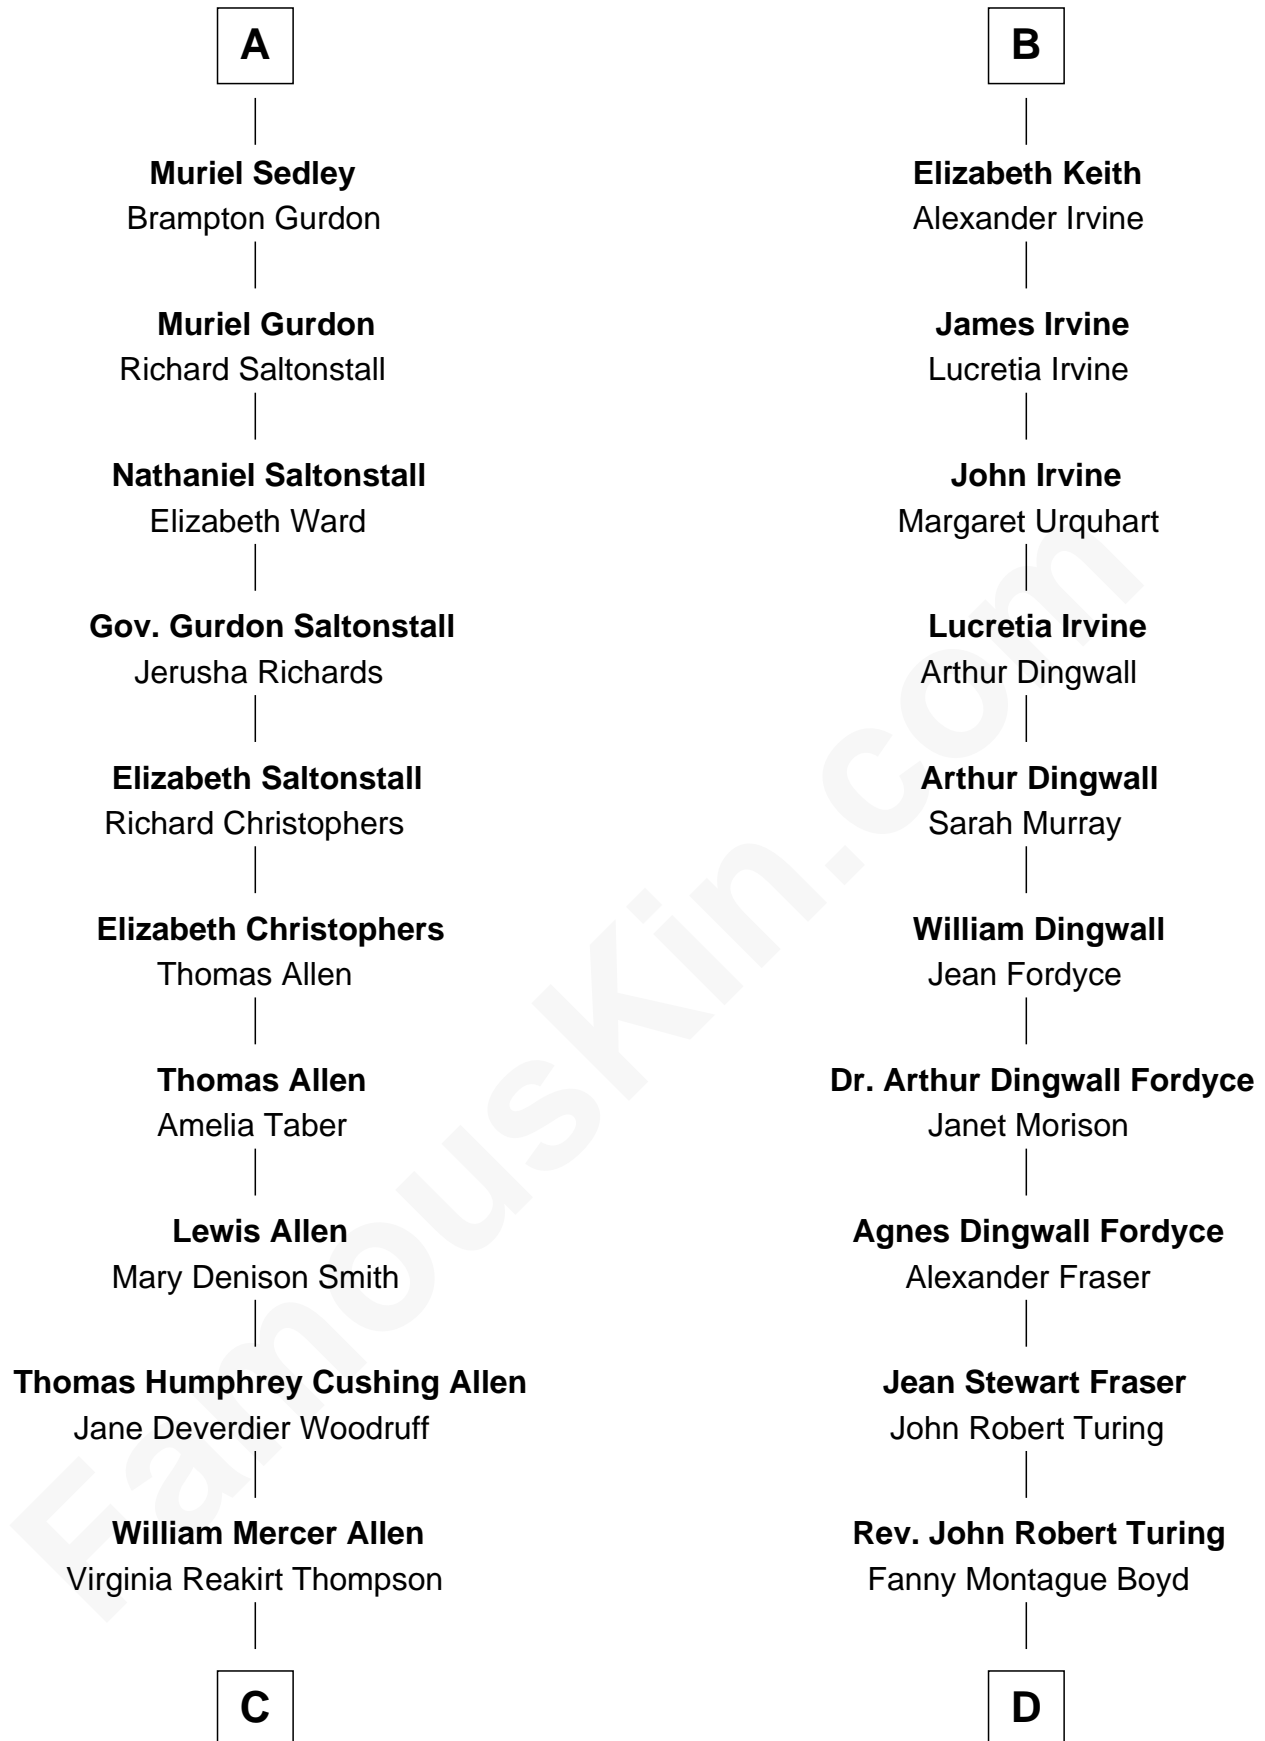 A
Muriel Sedley
Brampton Gurdon
Muriel Gurdon
Richard Saltonstall
Nathaniel Saltonstall
Elizabeth Ward
Gov. Gurdon Saltonstall
Jerusha Richards
Elizabeth Saltonstall
Richard Christophers
Elizabeth Christophers
Thomas Allen
Thomas Allen
Amelia Taber
Lewis Allen
Mary Denison Smith
Thomas Humphrey Cushing Allen
Jane Deverdier Woodruff
William Mercer Allen
Virginia Reakirt Thompson
C
B
Elizabeth Keith
Alexander Irvine
James Irvine
Lucretia Irvine
John Irvine
Margaret Urquhart
Lucretia Irvine
Arthur Dingwall
Arthur Dingwall
Sarah Murray
William Dingwall
Jean Fordyce
Dr. Arthur Dingwall Fordyce
Janet Morison
Agnes Dingwall Fordyce
Alexander Fraser
Jean Stewart Fraser
John Robert Turing
Rev. John Robert Turing
Fanny Montague Boyd
D
FamousKin.com